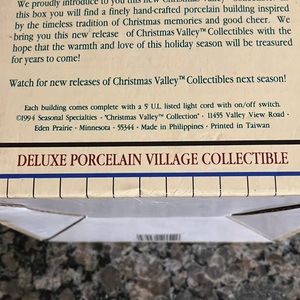 We proudly introduce to you this new Christmas Valley
this box you will find a finely hand-crafted porcelain building inspired
by the timeless tradition of Christmas memories and good cheer. We
bring you this new release of Christmas Valley™ Collectibles with the
hope that the warmth and love of this holiday season will be treasured
for years to come!
Watch for new releases of Christmas Valley™ Collectibles next season!
Each building comes complete with a 5 U.L. listed light cord with on/off switch.
©1994 Seasonal Specialties · "Christmas Valley™ Collection" · 11455 Valley View Road ·
Eden Prairie · Minnesota · 55344 · Made in Philippines · Printed in Taiwan
DELUXE PORCELAIN VILLAGE COLLECTIBLE